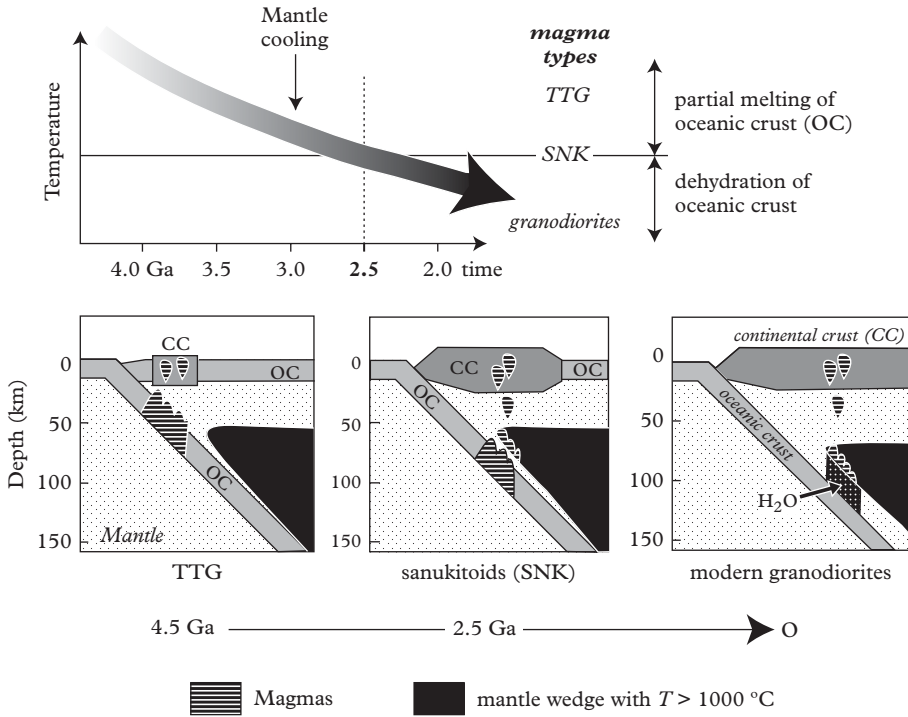 Mantle
cooling
magma
types
Temperature
TTG
partial melting of
oceanic crust (OC)
SNK
dehydration of
oceanic crust
granodiorites
4.0 Ga 3.5 3.0 2.5 2.0 time
Depth (km)
0
50
100
150
CC
OC
OC
Mantle
TTG
0
50
100
150
CC
OC
OC
sanukitoids (SNK)
0
50
100
150
continental crust (CC)
oceanic crust
H2O
modern granodiorites
4.5 Ga 2.5 Ga O
Magmas
mantle wedge with T > 1000 °C